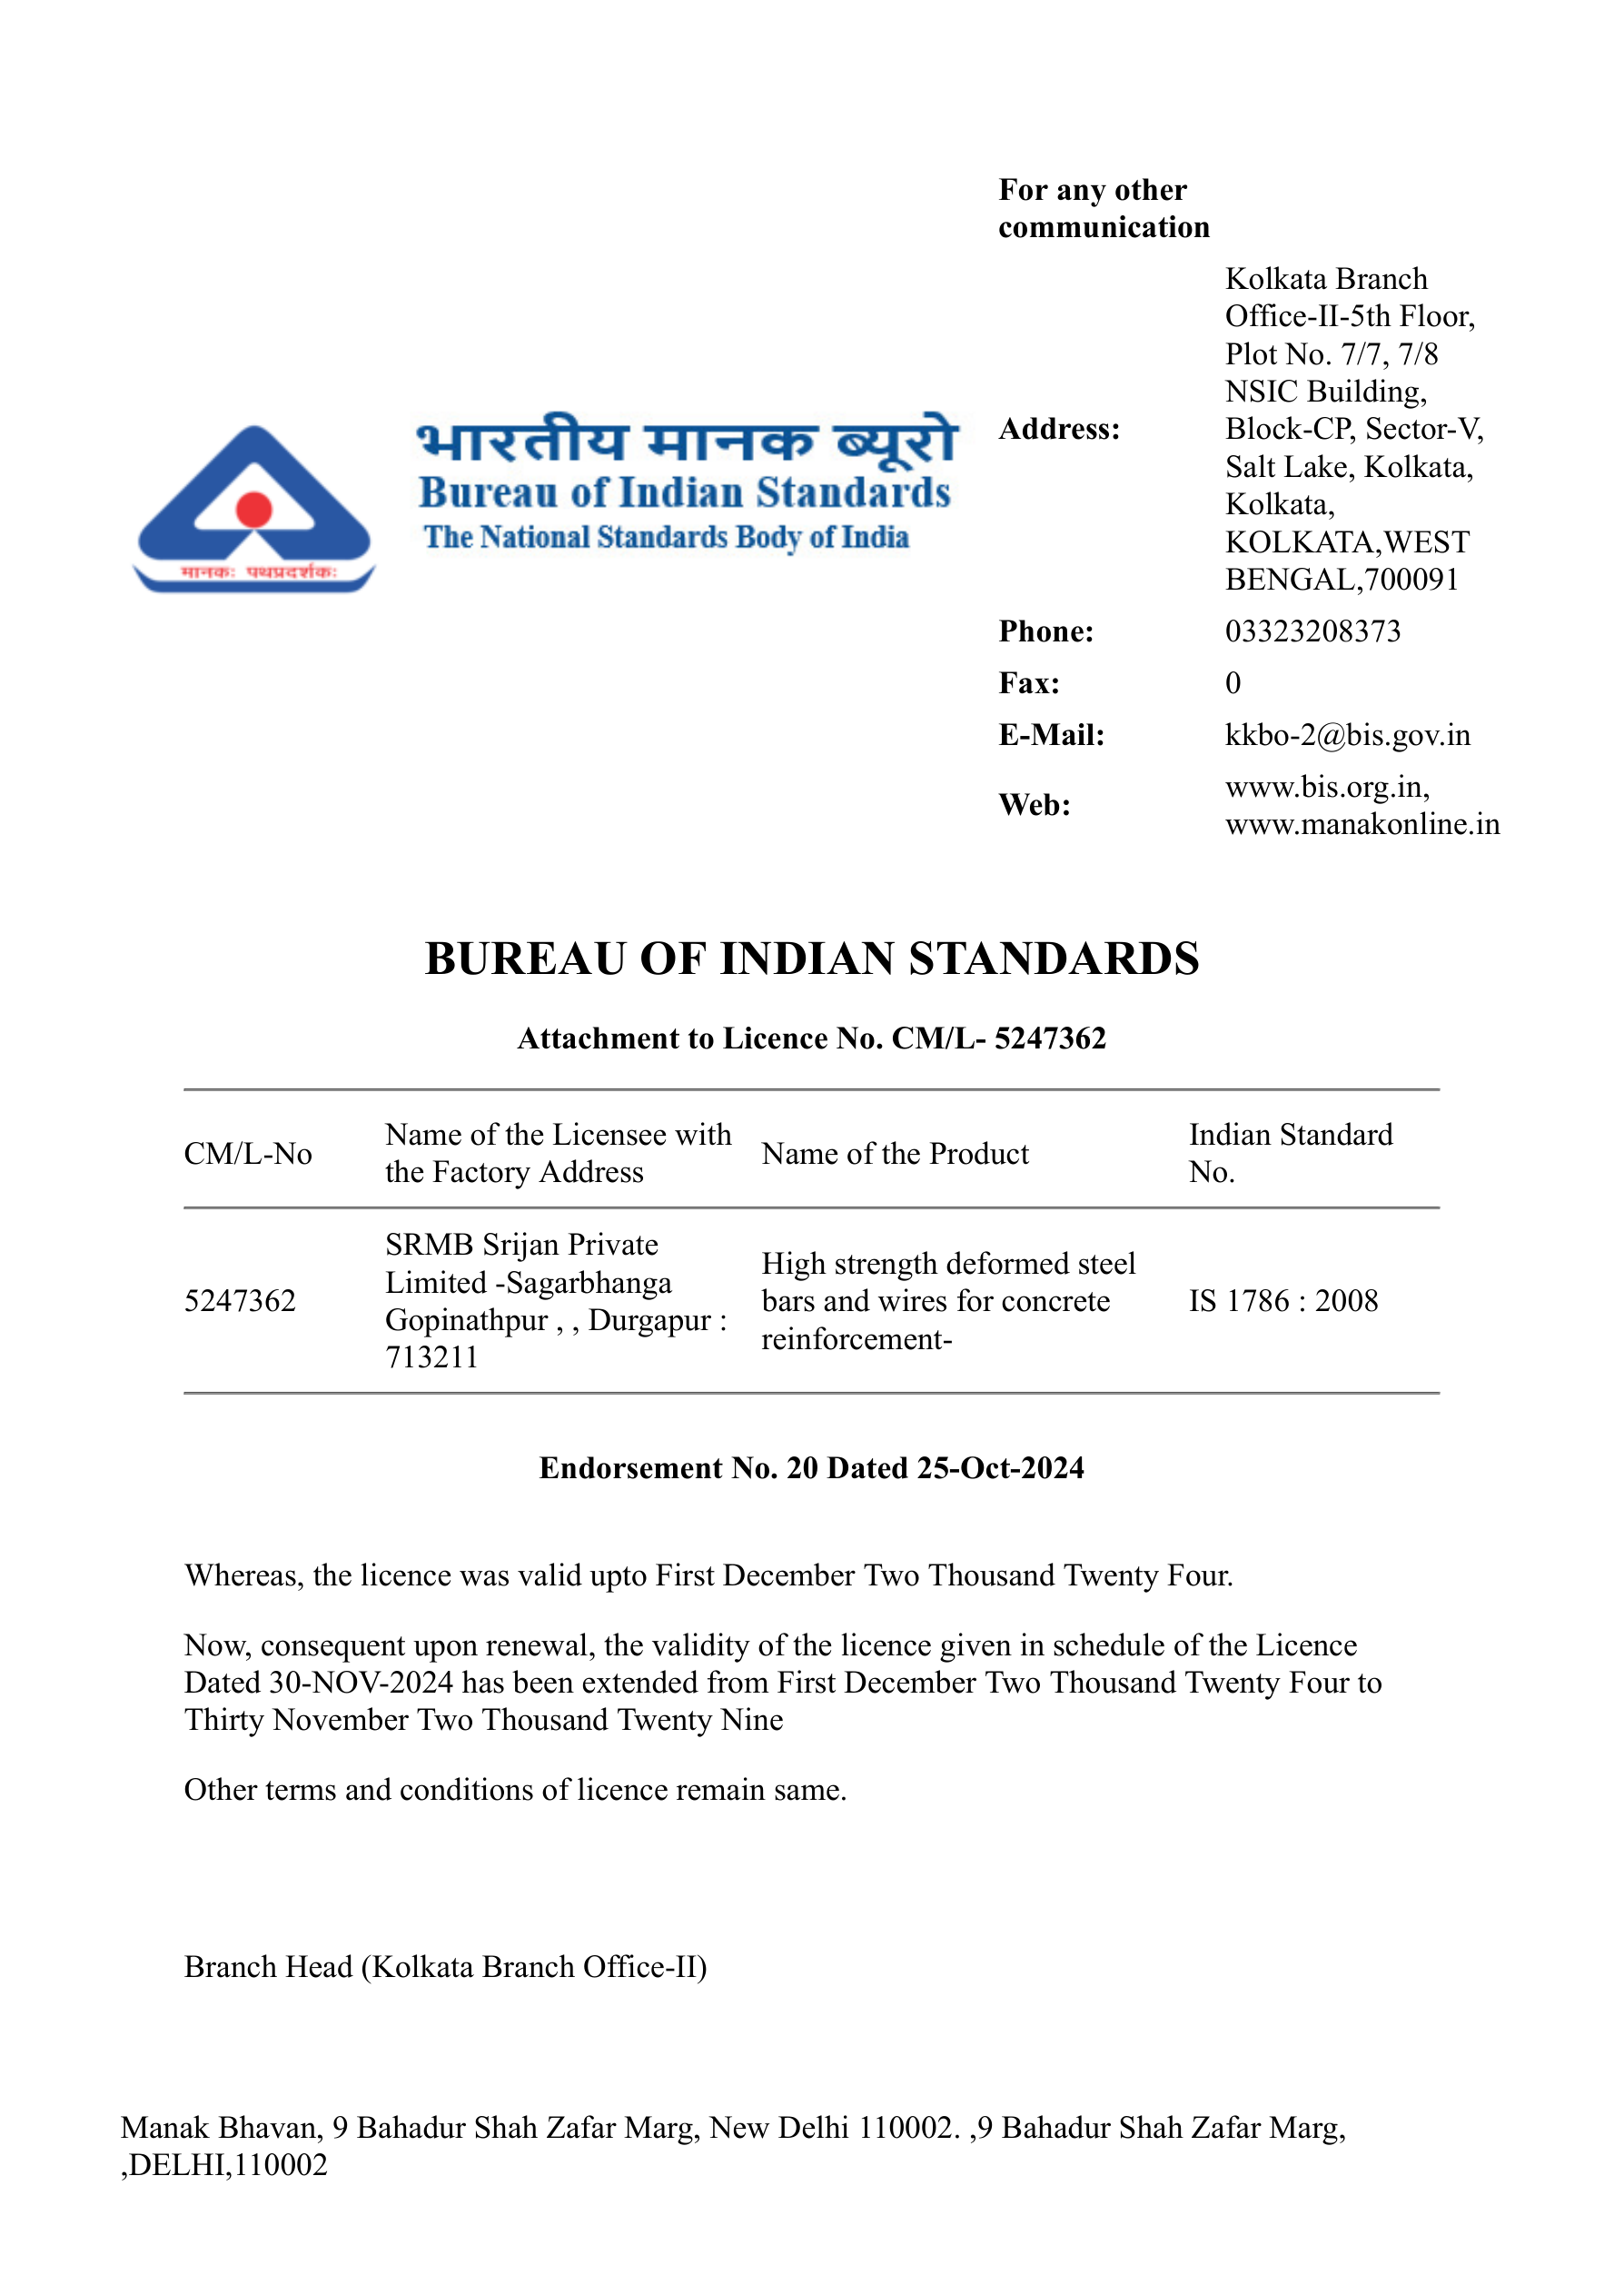 For any other
communication
Address:
Kolkata Branch
Office-II-5th Floor,
Plot No. 7/7, 7/8
NSIC Building,
Block-CP, Sector-V,
Salt Lake, Kolkata,
Kolkata,
KOLKATA,WEST
BENGAL,700091
Phone: 03323208373
Fax: 0
E-Mail: kkbo-2@bis.gov.in
Web:
www.bis.org.in,
www.manakonline.in
भारतीय मानक ब्यूरो
Bureau of Indian Standards
The National Standards Body of India
मानकः पथप्रदर्शकः
BUREAU OF INDIAN STANDARDS
Attachment to Licence No. CM/L- 5247362
CM/L-No
Name of the Licensee with
the Factory Address
Name of the Product
Indian Standard
No.
5247362
SRMB Srijan Private
Limited -Sagarbhanga
Gopinathpur , , Durgapur :
713211
High strength deformed steel
bars and wires for concrete
reinforcement-
IS 1786 : 2008
Endorsement No. 20 Dated 25-Oct-2024
Whereas, the licence was valid upto First December Two Thousand Twenty Four.
Now, consequent upon renewal, the validity of the licence given in schedule of the Licence
Dated 30-NOV-2024 has been extended from First December Two Thousand Twenty Four to
Thirty November Two Thousand Twenty Nine
Other terms and conditions of licence remain same.
Branch Head (Kolkata Branch Office-II)
Manak Bhavan, 9 Bahadur Shah Zafar Marg, New Delhi 110002. ,9 Bahadur Shah Zafar Marg,
,DELHI,110002